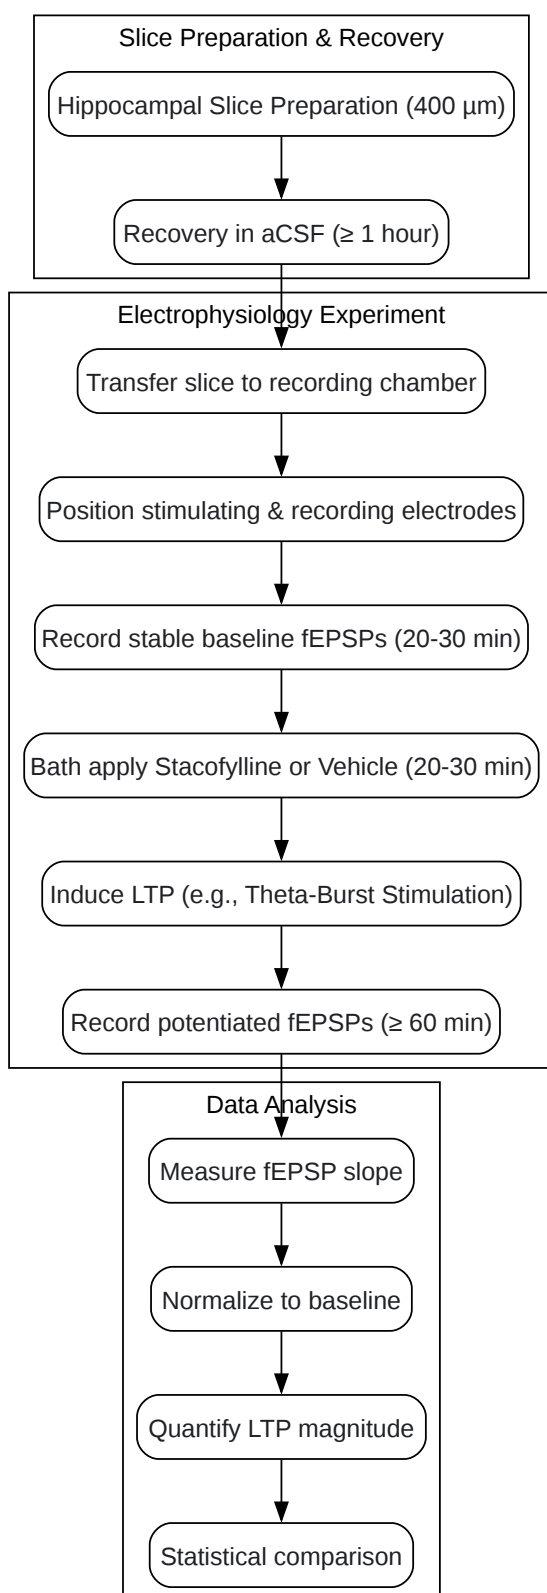 Slice Preparation & Recovery
Hippocampal Slice Preparation (400 µm)
Recovery in aCSF (≥ 1 hour)
Electrophysiology Experiment
Transfer slice to recording chamber
Position stimulating & recording electrodes
Record stable baseline fEPSPs (20-30 min)
Bath apply Stacofylline or Vehicle (20-30 min)
Induce LTP (e.g., Theta-Burst Stimulation)
Record potentiated fEPSPs (≥ 60 min)
Data Analysis
Measure fEPSP slope
Normalize to baseline
Quantify LTP magnitude
Statistical comparison